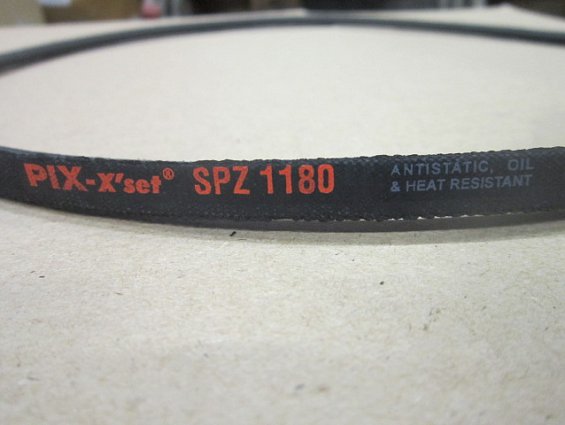 PIX-X'set® SPZ 1180
ANTISTATIC, OIL
& HEAT RESISTANT